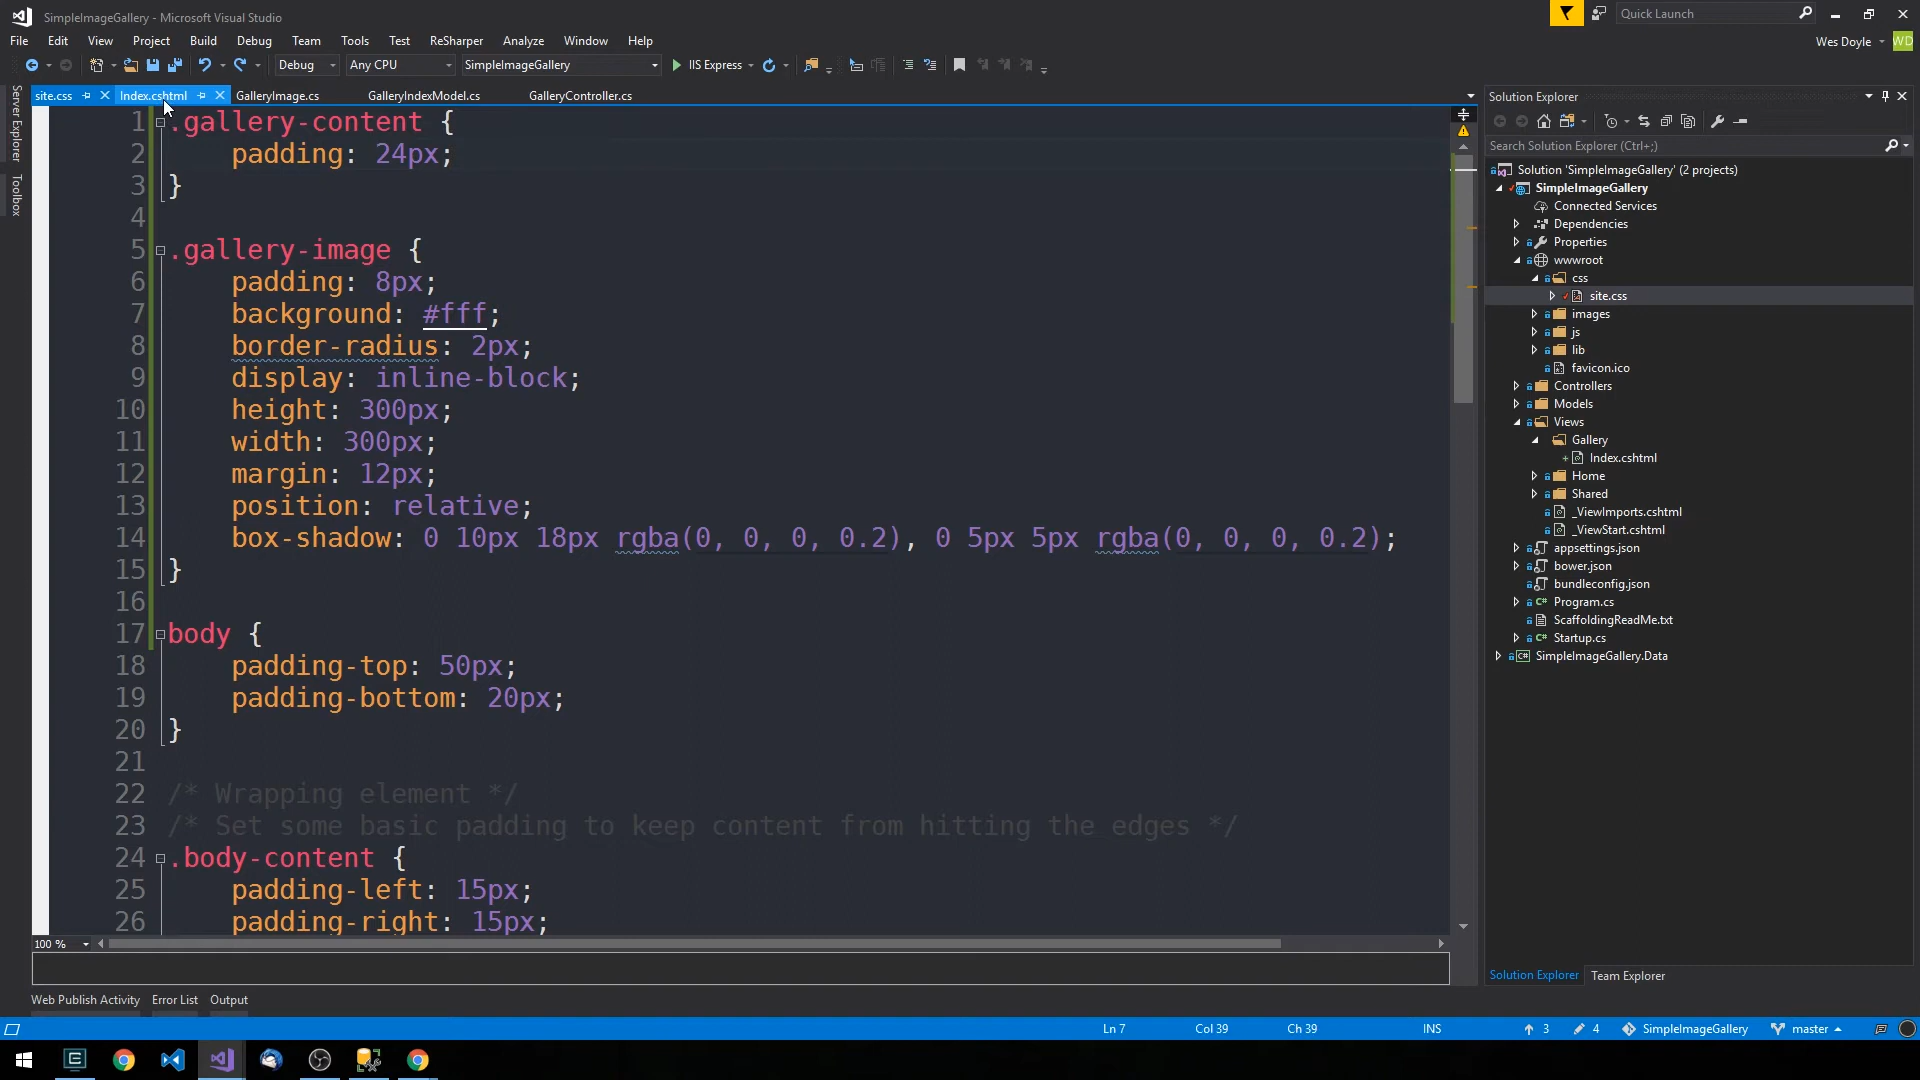 SimpleImageGallery - Microsoft Visual Studio
Quick Launch
File Edit View Project Build Debug Team Tools Test ReSharper Analyze Window Help
Wes Doyle WD
Debug Any CPU SimpleImageGallery IIS Express
site.css Index.cshtml GalleryImage.cs GalleryIndexModel.cs GalleryController.cs
Server Explorer
Toolbox
1 .gallery-content {
2 padding: 24px;
3 }
4
5 .gallery-image {
6 padding: 8px;
7 background: #fff;
8 border-radius: 2px;
9 display: inline-block;
10 height: 300px;
11 width: 300px;
12 margin: 12px;
13 position: relative;
14 box-shadow: 0 10px 18px rgba(0, 0, 0, 0.2), 0 5px 5px rgba(0, 0, 0, 0.2);
15 }
16
17 body {
18 padding-top: 50px;
19 padding-bottom: 20px;
20 }
21
22 /* Wrapping element */
23 /* Set some basic padding to keep content from hitting the edges */
24 .body-content {
25 padding-left: 15px;
26 padding-right: 15px;
100 %
Solution Explorer
Search Solution Explorer (Ctrl+;)
Solution 'SimpleImageGallery' (2 projects)
SimpleImageGallery
Connected Services
Dependencies
Properties
wwwroot
css
site.css
images
js
lib
favicon.ico
Controllers
Models
Views
Gallery
Index.cshtml
Home
Shared
_ViewImports.cshtml
_ViewStart.cshtml
appsettings.json
bower.json
bundleconfig.json
C# Program.cs
ScaffoldingReadMe.txt
C# Startup.cs
C# SimpleImageGallery.Data
Solution Explorer Team Explorer
Web Publish Activity Error List Output
Ln 7 Col 39 Ch 39 INS 3 4 SimpleImageGallery master